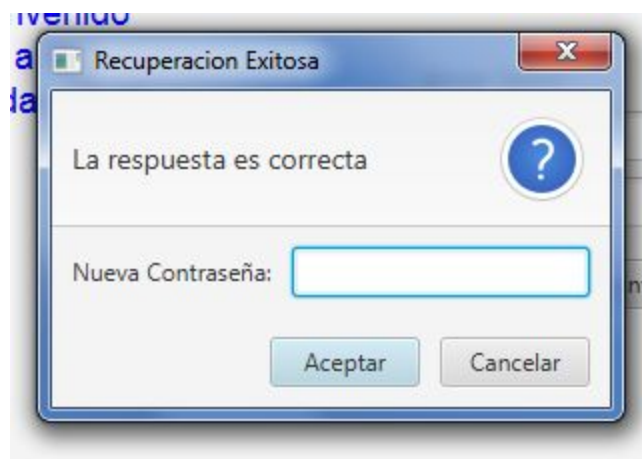 Recuperacion Exitosa
La respuesta es correcta
?
Nueva Contraseña:
Aceptar Cancelar